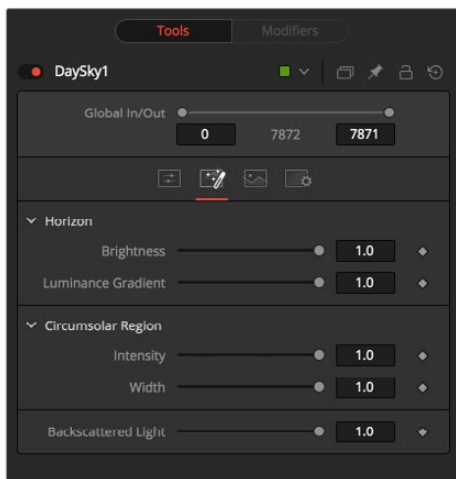 Tools Modifiers
DaySky1
Global In/Out
0 7872 7871
Horizon
Brightness 1.0
Luminance Gradient 1.0
Circumsolar Region
Intensity 1.0
Width 1.0
Backscattered Light 1.0